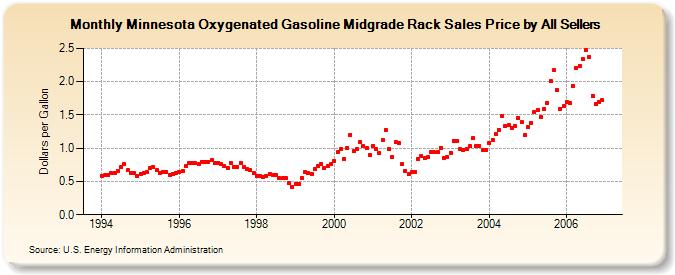 Monthly Minnesota Oxygenated Gasoline Midgrade Rack Sales Price by All Sellers
Dollars per Gallon
2.5
2.0
1.5
1.0
0.5
0.0
1994 1996 1998 2000 2002 2004 2006
Source: U.S. Energy Information Administration